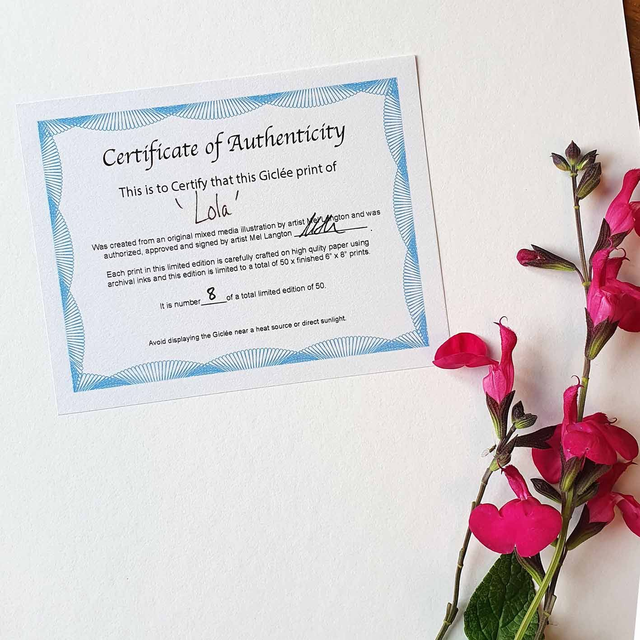 Certificate of Authenticity
This is to Certify that this Giclée print of
'Lola'
Was created from an original mixed media illustration by artist Mel Langton and was
authorized, approved and signed by artist Mel Langton
Each print in this limited edition is carefully crafted on high qulity paper using
archival inks and this edition is limited to a total of 50 x finished 6" x 8" prints.
It is number 8 of a total limited edition of 50.
Avoid displaying the Giclée near a heat source or direct sunlight.